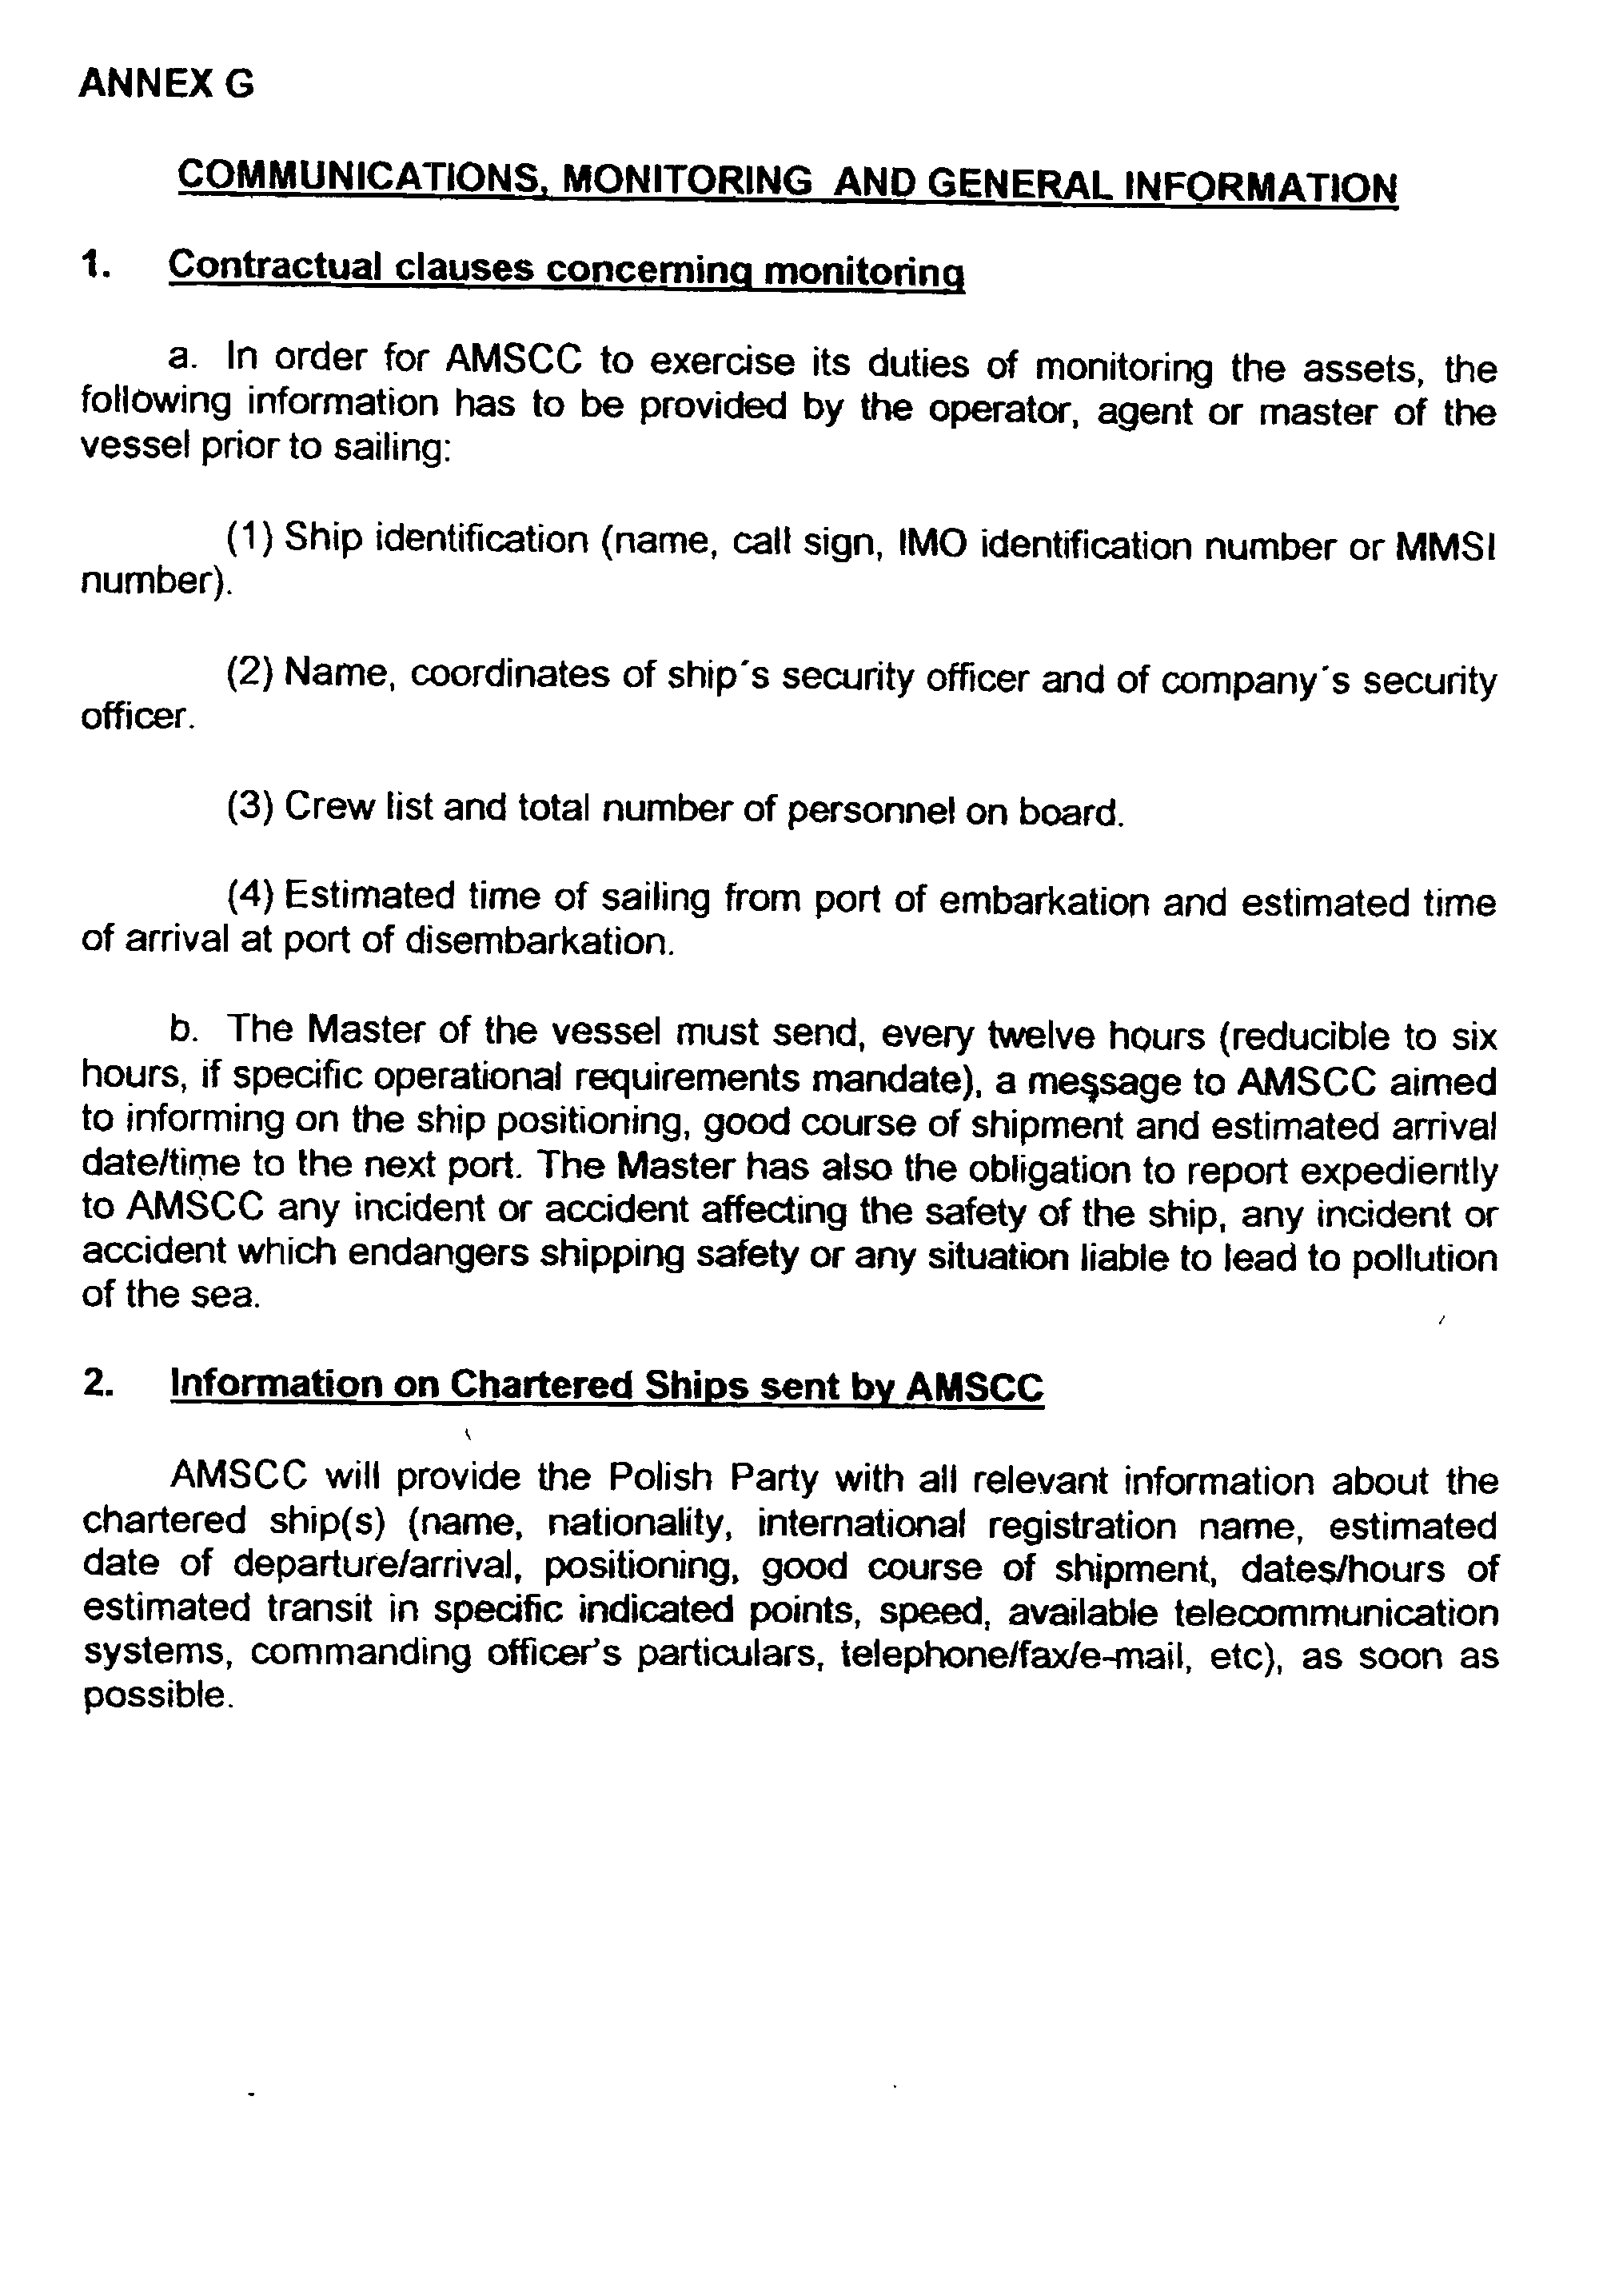 ANNEX G
COMMUNICATIONS, MONITORING AND GENERAL INFORMATION
1. Contractual clauses concerning monitoring
a. In order for AMSCC to exercise its duties of monitoring the assets, the
following information has to be provided by the operator, agent or master of the
vessel prior to sailing:
(1) Ship identification (name, call sign, IMO identification number or MMSI
number).
(2) Name, coordinates of ship´s security officer and of company´s security
officer.
(3) Crew list and total number of personnel on board.
(4) Estimated time of sailing from port of embarkation and estimated time
of arrival at port of disembarkation.
b. The Master of the vessel must send, every twelve hours (reducible to six
hours, if specific operational requirements mandate), a message to AMSCC aimed
to informing on the ship positioning, good course of shipment and estimated arrival
date/time to the next port. The Master has also the obligation to report expediently
to AMSCC any incident or accident affecting the safety of the ship, any incident or
accident which endangers shipping safety or any situation liable to lead to pollution
of the sea.
2. Information on Chartered Ships sent by AMSCC
AMSCC will provide the Polish Party with all relevant information about the
chartered ship(s) (name, nationality, international registration name, estimated
date of departure/arrival, positioning, good course of shipment, dates/hours of
estimated transit in specific indicated points, speed, available telecommunication
systems, commanding officer's particulars, telephone/fax/e-mail, etc), as soon as
possible.